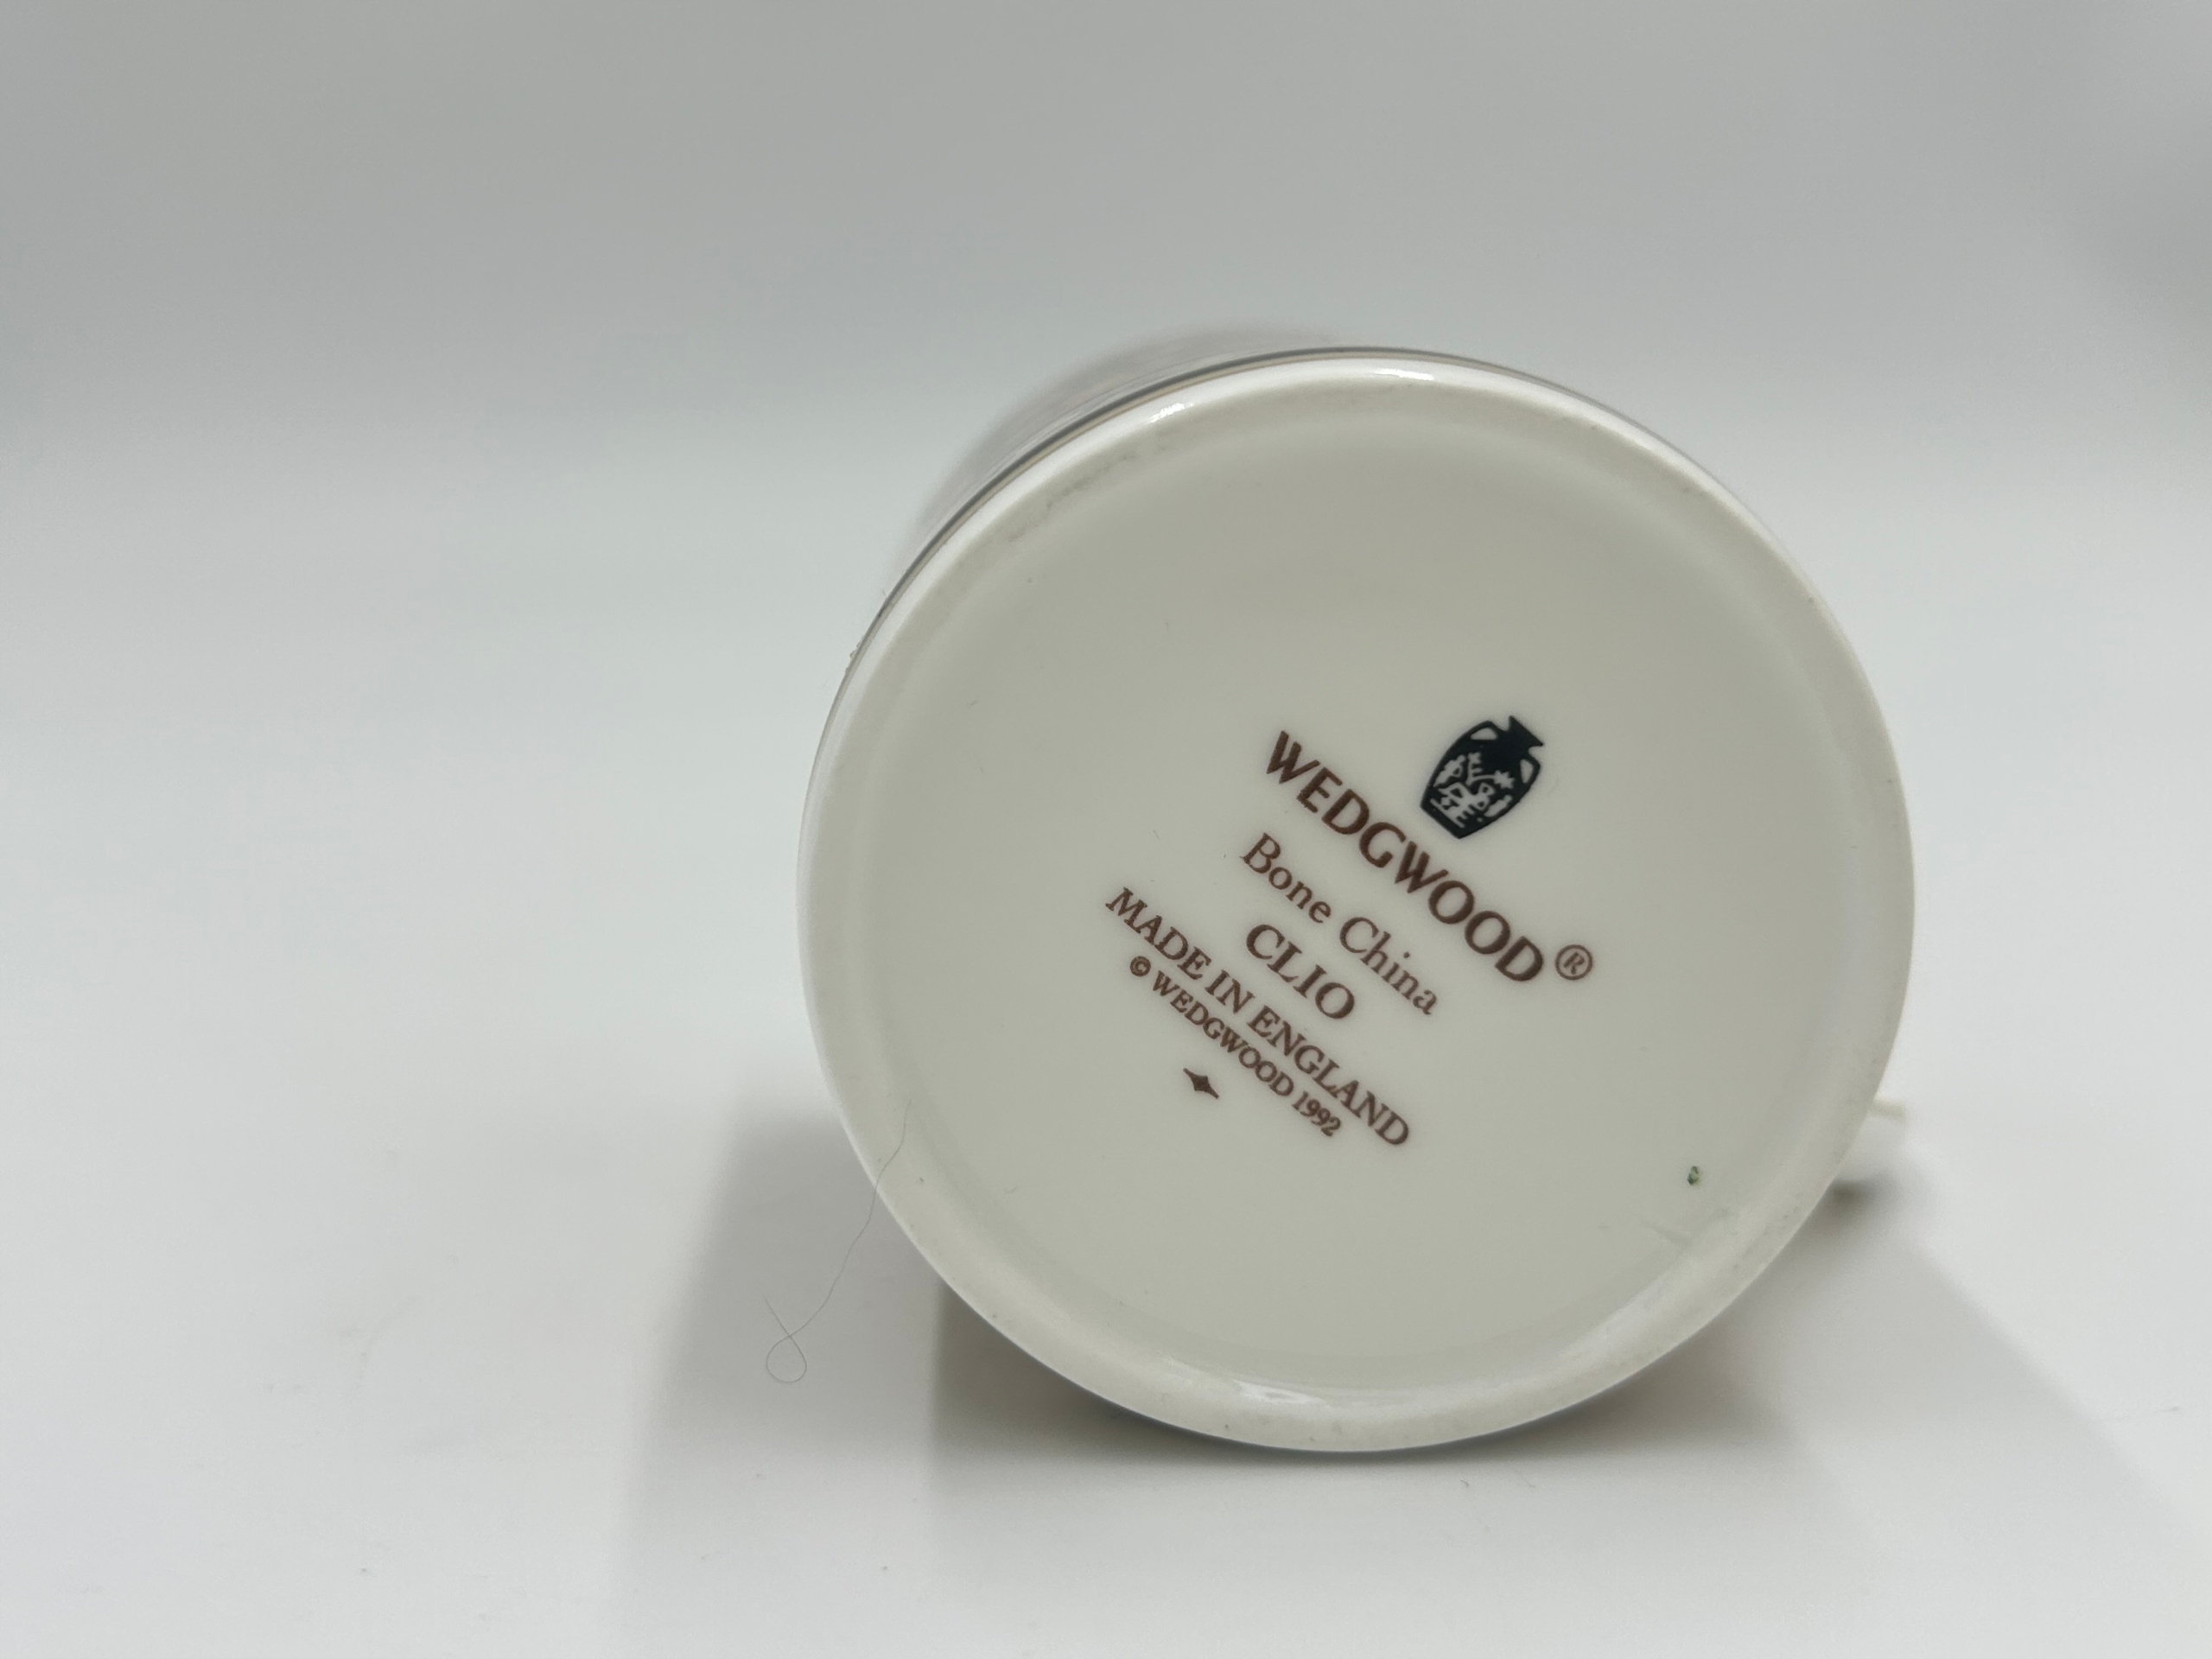 WEDGWOOD®
Bone China
CLIO
MADE IN ENGLAND
© WEDGWOOD 1992